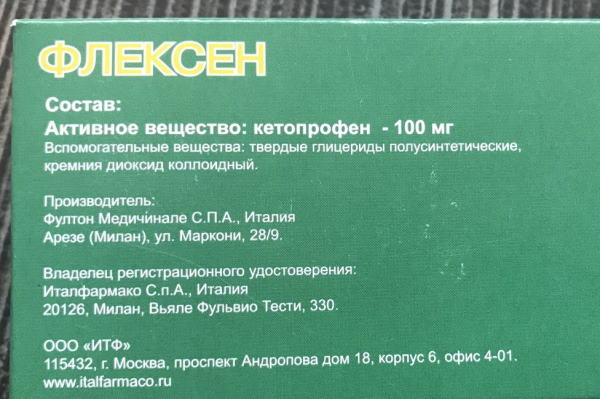 ФЛЕКСЕН
Состав:
Активное вещество: кетопрофен - 100 мг
Вспомогательные вещества: твердые глицериды полусинтетические,
кремния диоксид коллоидный.
Производитель:
Фултон Медичинале С.П.А., Италия
Арезе (Милан), ул. Маркони, 28/9.
Владелец регистрационного удостоверения:
Италфармако С.п.А., Италия
20126, Милан, Вьяле Фульвио Тести, 330.
ООО «ИТФ»
115432, г. Москва, проспект Андропова дом 18, корпус 6, офис 4-01.
www.italfarmaco.ru